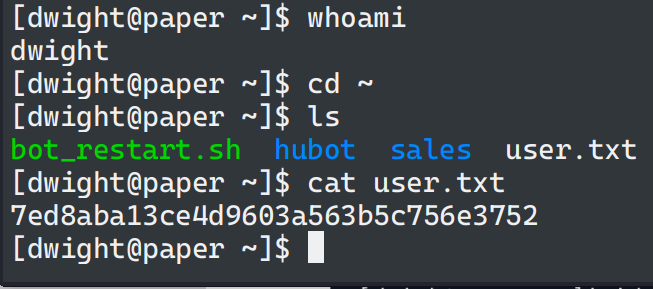 [dwight@paper ~]$ whoami
dwight
[dwight@paper ~]$ cd ~
[dwight@paper ~]$ ls
bot_restart.sh  hubot  sales  user.txt
[dwight@paper ~]$ cat user.txt
7ed8aba13ce4d9603a563b5c756e3752
[dwight@paper ~]$